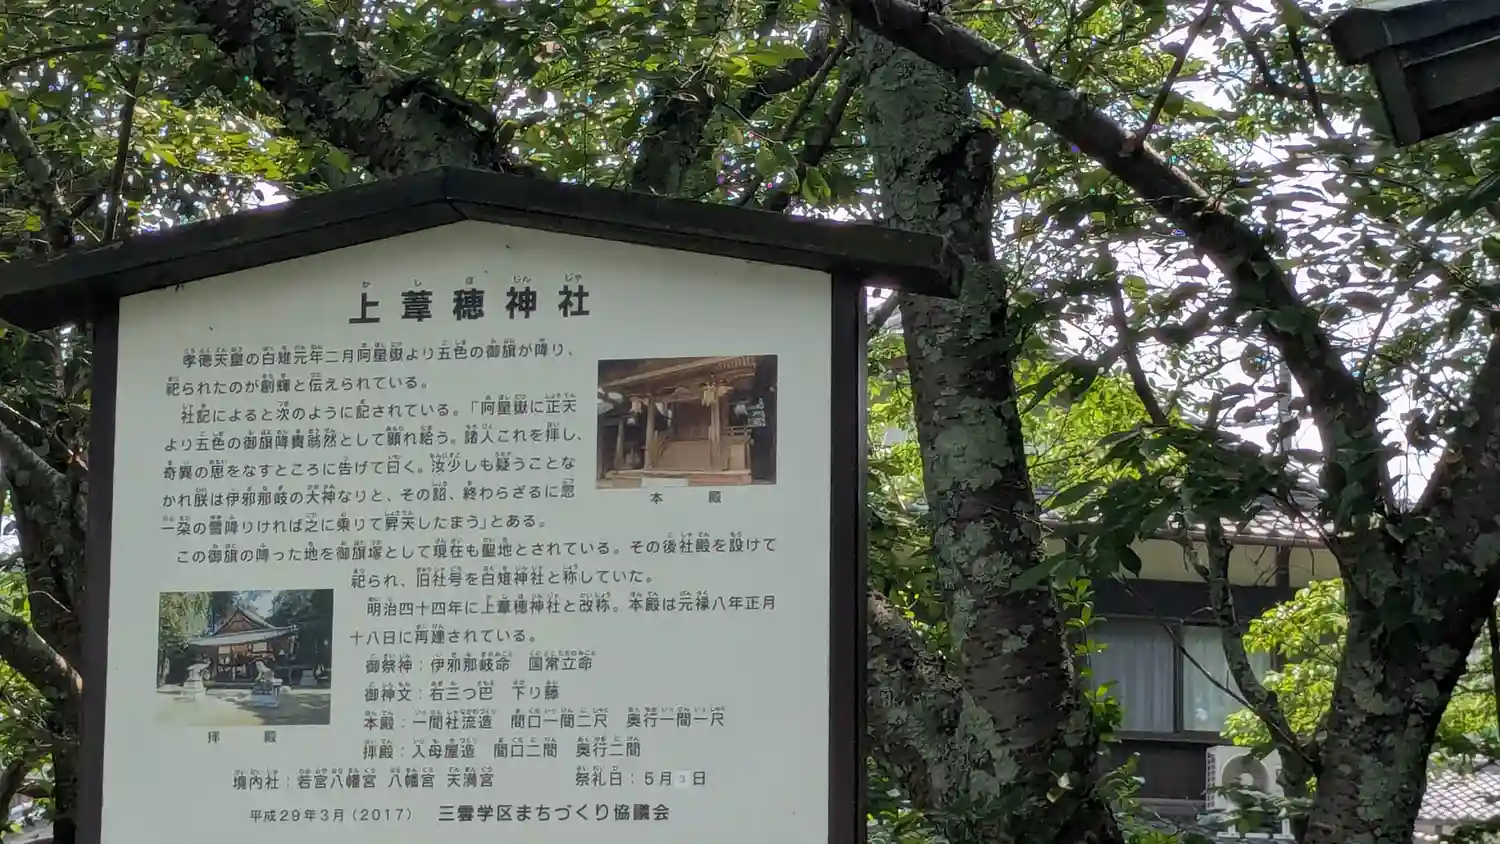 上葦穂神社
孝徳天皇の白雉元年二月阿星嶽より五色の御旗が降り、
祀られたのが創輝と伝えられている。
社記によると次のように記されている。「阿星嶽に正天
より五色の御旗降費翁然として顕れ給う。諸人これを拝し、
奇異の思をなすところに告げて曰く。汝少しも疑うことな
かれ朕は伊邪那岐の大神なりと、その詔、終わらざるに忽
一朶の雪降りければ之に乗りて昇天したまう」とある。
この御旗の降った地を御旗塚として現在も聖地とされている。その後社殿を設けて
祀られ、旧社号を白雉神社と称していた。
明治四十四年に上葦穂神社と改称。本殿は元禄八年正月
十八日に再建されている。
御祭神：伊邪那岐命 国常立命
御神文：右三つ巴 下り藤
本殿：一間社流造 間口一間二尺 奥行一間一尺
拝殿：入母屋造 間口二間 奥行二間
境内社：若宮八幡宮 八幡宮 天満宮 祭礼日：5月3日
平成29年3月（2017） 三雲学区まちづくり協議会
本殿
拝殿